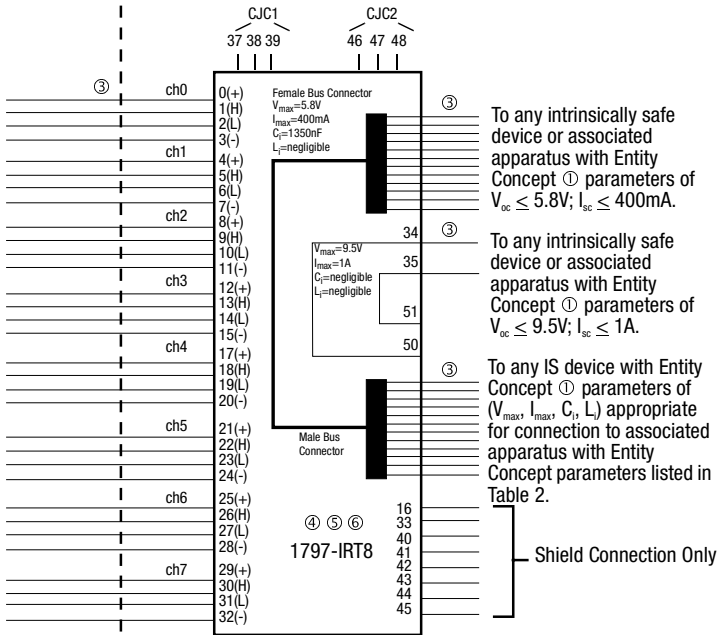 CJC1
CJC2
37 38 39
46 47 48
③
ch0
0(+)
1(H)
2(L)
3(-)
ch1
4(+)
5(H)
6(L)
7(-)
ch2
8(+)
9(H)
10(L)
11(-)
ch3
12(+)
13(H)
14(L)
15(-)
ch4
17(+)
18(H)
19(L)
20(-)
ch5
21(+)
22(H)
23(L)
24(-)
ch6
25(+)
26(H)
27(L)
28(-)
ch7
29(+)
30(H)
31(L)
32(-)
Female Bus Connector
Vmax=5.8V
Imax=400mA
Ci=1350nF
Li=negligible
Vmax=9.5V
Imax=1A
Ci=negligible
Li=negligible
34
35
51
50
Male Bus
Connector
④ ⑤ ⑥
1797-IRT8
16
33
40
41
42
43
44
45
③
To any intrinsically safe
device or associated
apparatus with Entity
Concept ① parameters of
Voc ≤ 5.8V; Isc ≤ 400mA.
③
To any intrinsically safe
device or associated
apparatus with Entity
Concept ① parameters of
Voc ≤ 9.5V; Isc ≤ 1A.
③
To any IS device with Entity
Concept ① parameters of
(Vmax, Imax, Ci, Li) appropriate
for connection to associated
apparatus with Entity
Concept parameters listed in
Table 2.
Shield Connection Only